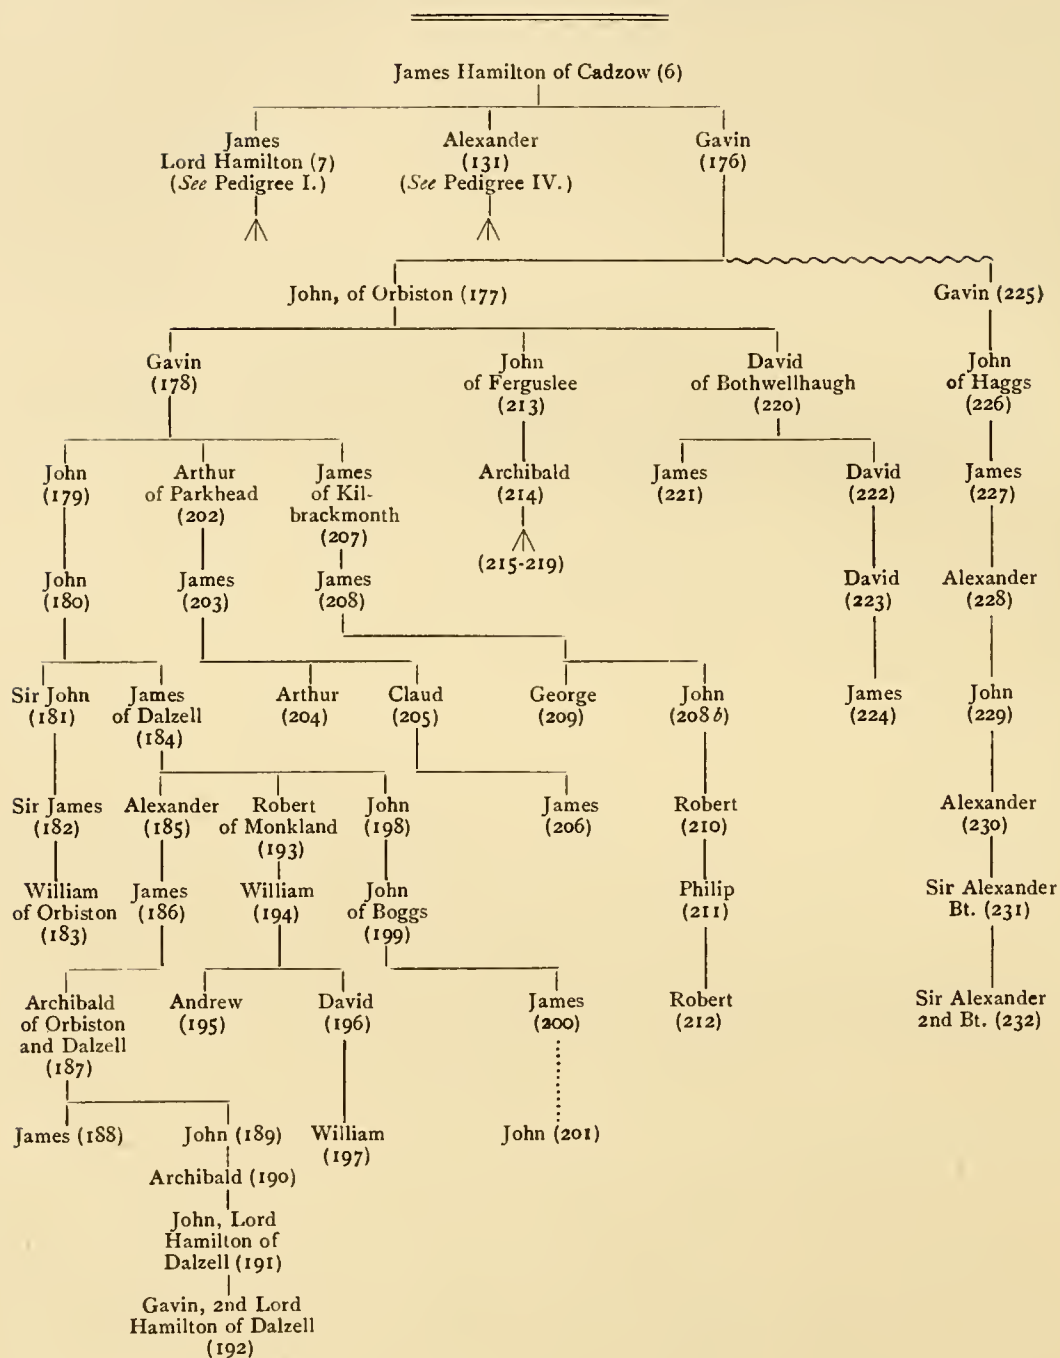 James Hamilton of Cadzow (6)
James
Lord Hamilton (7)
(See Pedigree I.)
Alexander
(131)
(See Pedigree IV.)
Gavin
(176)
John, of Orbiston (177)
Gavin (225)
Gavin
(178)
John
of Ferguslee
(213)
David
of Bothwellhaugh
(220)
John
of Haggs
(226)
John
(179)
Arthur
of Parkhead
(202)
James
of Kil-
brackmonth
(207)
Archibald
(214)
James
(221)
David
(222)
James
(227)
(215-219)
John
(180)
James
(203)
James
(208)
David
(223)
Alexander
(228)
Sir John
(181)
James
of Dalzell
(184)
Arthur
(204)
Claud
(205)
George
(209)
John
(208b)
James
(224)
John
(229)
Sir James
(182)
Alexander
(185)
Robert
of Monkland
(193)
John
(198)
James
(206)
Robert
(210)
Alexander
(230)
William
of Orbiston
(183)
James
(186)
William
(194)
John
of Boggs
(199)
Philip
(211)
Sir Alexander
Bt. (231)
Archibald
of Orbiston
and Dalzell
(187)
Andrew
(195)
David
(196)
James
(200)
Robert
(212)
Sir Alexander
2nd Bt. (232)
James (188)
John (189)
William
(197)
John (201)
Archibald (190)
John, Lord
Hamilton of
Dalzell (191)
Gavin, 2nd Lord
Hamilton of Dalzell
(192)